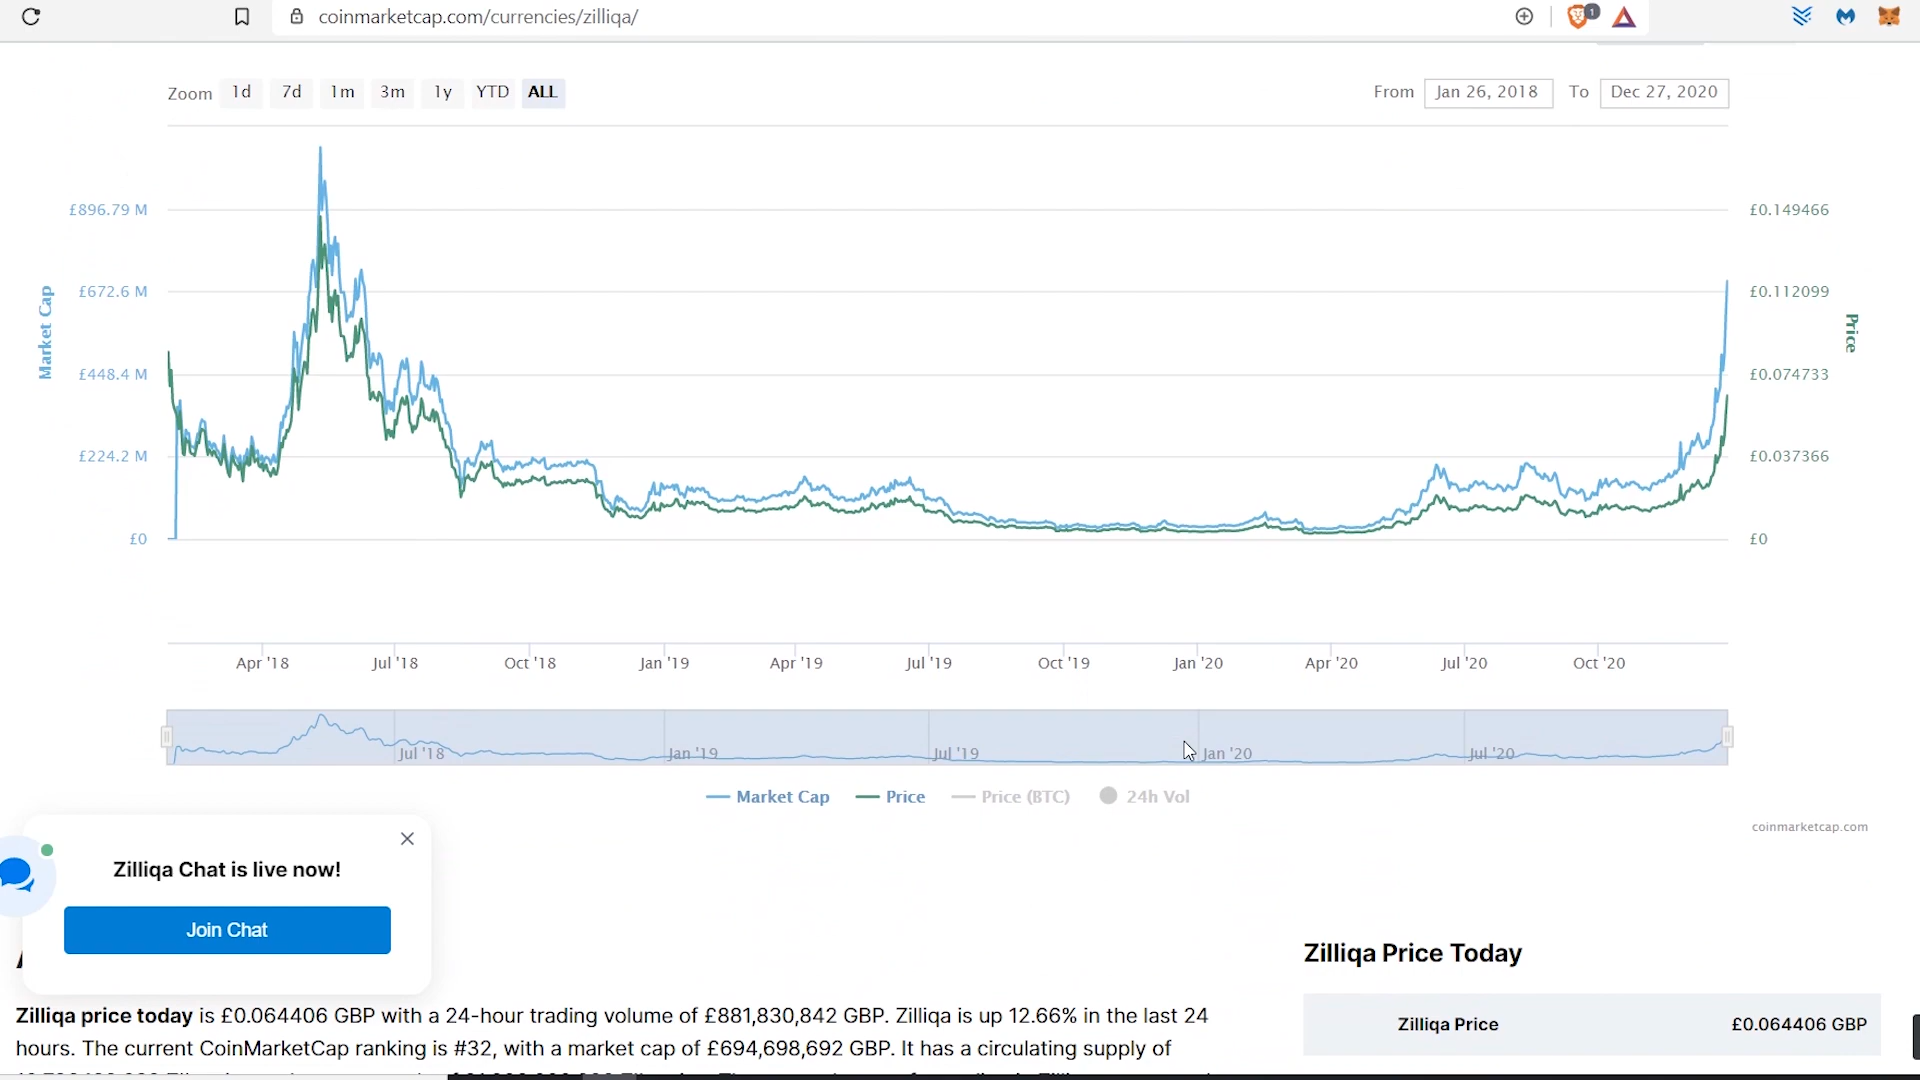 coinmarketcap.com/currencies/zilliqa/
1
Zoom 1d 7d 1m 3m 1y YTD ALL
From Jan 26, 2018 To Dec 27, 2020
£896.79 M
£672.6 M
£448.4 M
£224.2 M
£0
Market Cap
£0.149466
£0.112099
£0.074733
£0.037366
£0
Price
Apr '18 Jul '18 Oct '18 Jan '19 Apr '19 Jul '19 Oct '19 Jan '20 Apr '20 Jul '20 Oct '20
Jul '18 Jan '19 Jul '19 Jan '20 Jul '20
Market Cap Price Price (BTC) 24h Vol
coinmarketcap.com
Zilliqa Chat is live now!
Join Chat
Zilliqa price today is £0.064406 GBP with a 24-hour trading volume of £881,830,842 GBP. Zilliqa is up 12.66% in the last 24
hours. The current CoinMarketCap ranking is #32, with a market cap of £694,698,692 GBP. It has a circulating supply of
Zilliqa Price Today
Zilliqa Price £0.064406 GBP